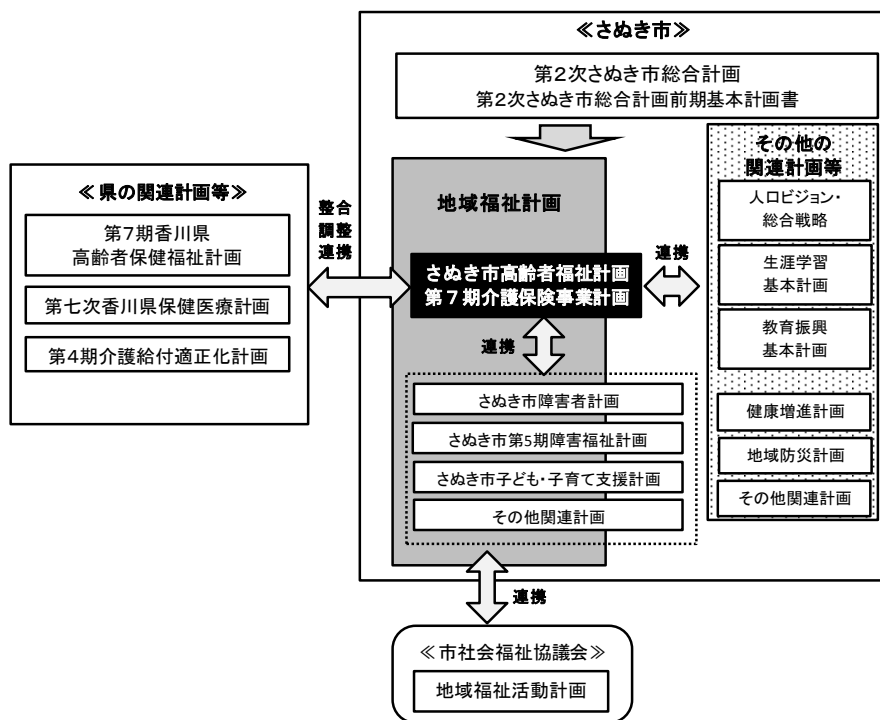 ≪さぬき市≫
第２次さぬき市総合計画
第２次さぬき市総合計画前期基本計画書
≪県の関連計画等≫
第７期香川県
高齢者保健福祉計画
第七次香川県保健医療計画
第４期介護給付適正化計画
整合
調整
連携
地域福祉計画
さぬき市高齢者福祉計画
第７期介護保険事業計画
連携
連携
さぬき市障害者計画
さぬき市第5期障害福祉計画
さぬき市子ども・子育て支援計画
その他関連計画
その他の
関連計画等
人口ビジョン・
総合戦略
生涯学習
基本計画
教育振興
基本計画
健康増進計画
地域防災計画
その他関連計画
連携
≪市社会福祉協議会≫
地域福祉活動計画